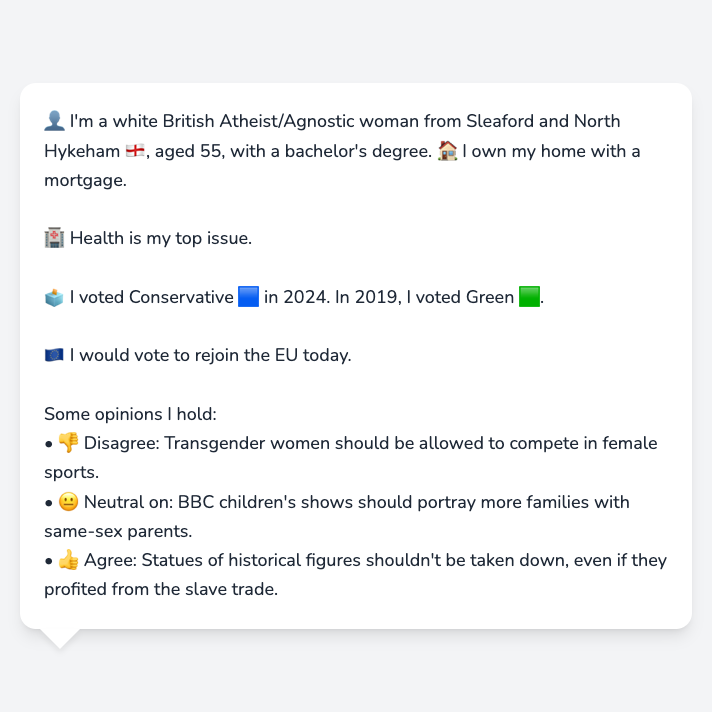 👤 I'm a white British Atheist/Agnostic woman from Sleaford and North
Hykeham 🏴󠁧󠁢󠁥󠁮󠁧󠁿, aged 55, with a bachelor's degree. 🏠 I own my home with a
mortgage.
🏥 Health is my top issue.
🗳️ I voted Conservative 🟦 in 2024. In 2019, I voted Green 🟩.
🇪🇺 I would vote to rejoin the EU today.
Some opinions I hold:
• 👎 Disagree: Transgender women should be allowed to compete in female
sports.
• 😐 Neutral on: BBC children's shows should portray more families with
same-sex parents.
• 👍 Agree: Statues of historical figures shouldn't be taken down, even if they
profited from the slave trade.